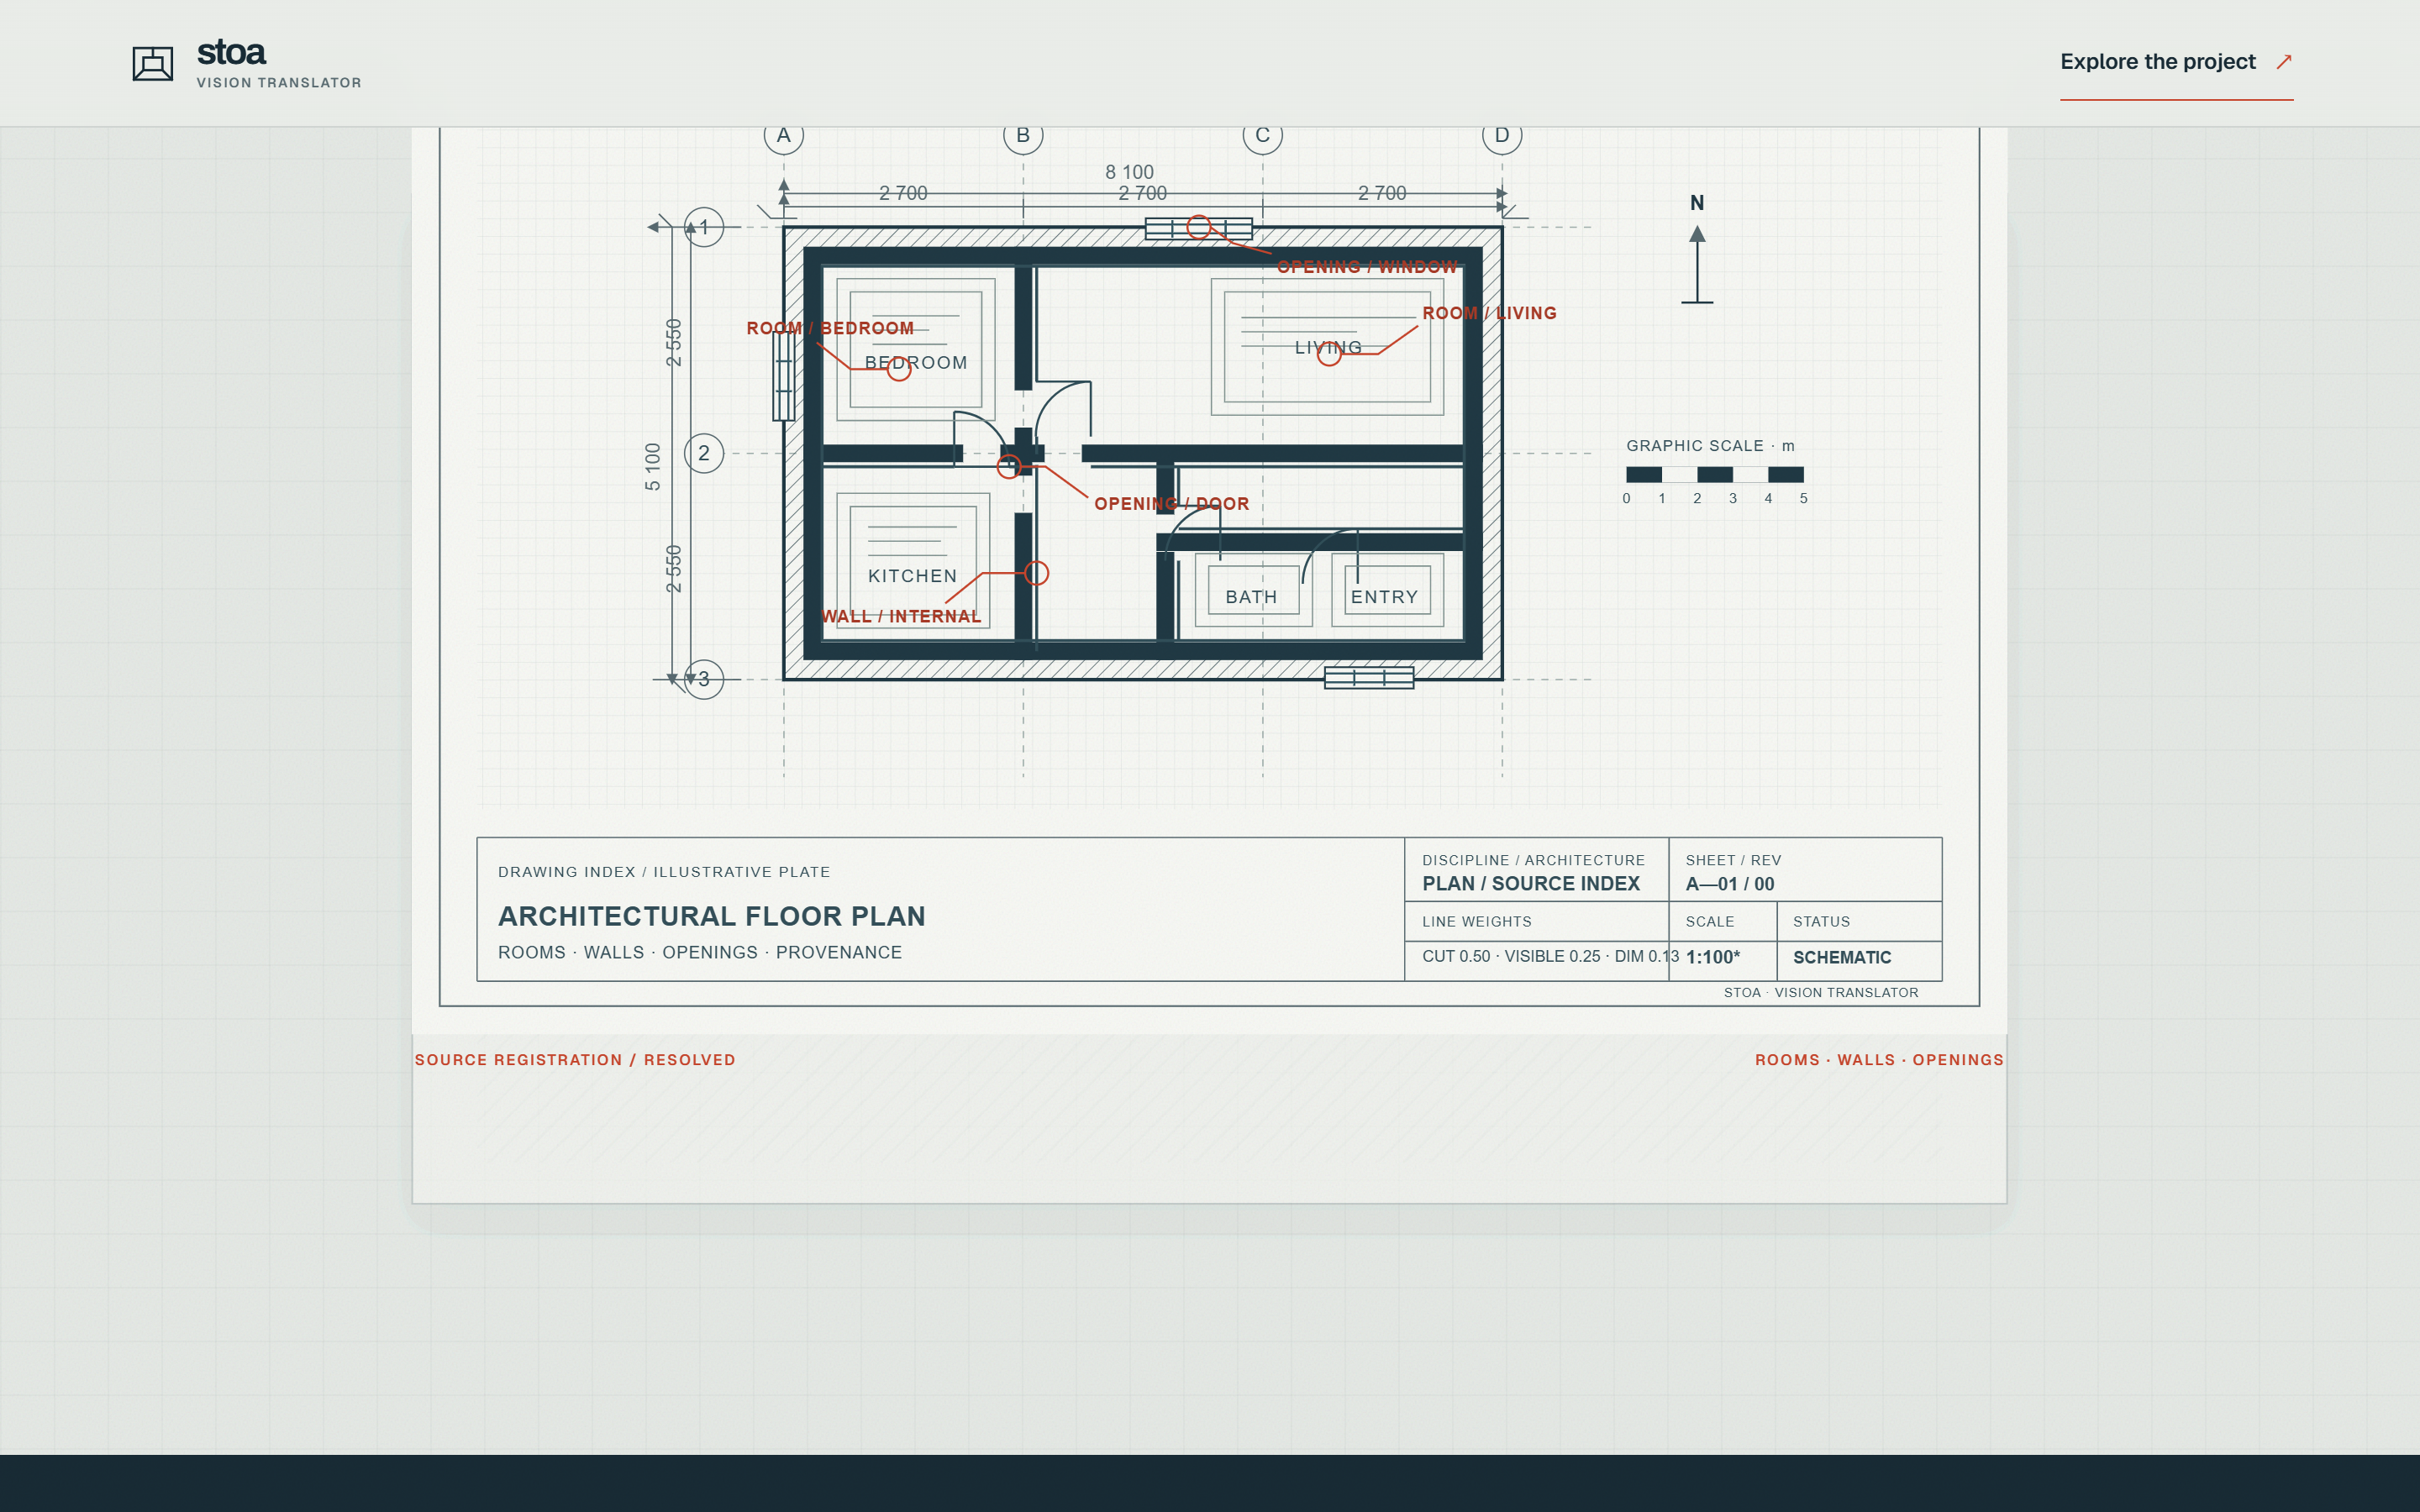 stoa
VISION TRANSLATOR
Explore the project ↗
A B C D
8 100
2 700 2 700 2 700
N
1
OPENING / WINDOW
ROOM / LIVING
ROOM / BEDROOM
2 550
LIVING
BEDROOM
GRAPHIC SCALE · m
2
5 100
0 1 2 3 4 5
OPENING / DOOR
2 550
KITCHEN
BATH
ENTRY
WALL / INTERNAL
3
DRAWING INDEX / ILLUSTRATIVE PLATE
ARCHITECTURAL FLOOR PLAN
ROOMS · WALLS · OPENINGS · PROVENANCE
DISCIPLINE / ARCHITECTURE
PLAN / SOURCE INDEX
SHEET / REV
A—01 / 00
LINE WEIGHTS
CUT 0.50 · VISIBLE 0.25 · DIM 0.13
SCALE
1:100*
STATUS
SCHEMATIC
STOA · VISION TRANSLATOR
SOURCE REGISTRATION / RESOLVED
ROOMS · WALLS · OPENINGS